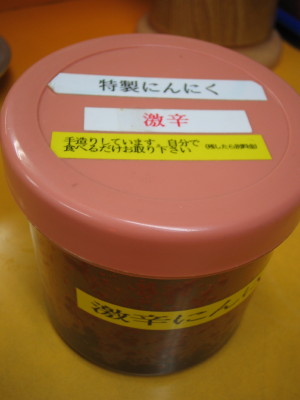 特製にんにく
激辛
手造りしています 自分で
食べるだけお取り下さい
激辛にんに